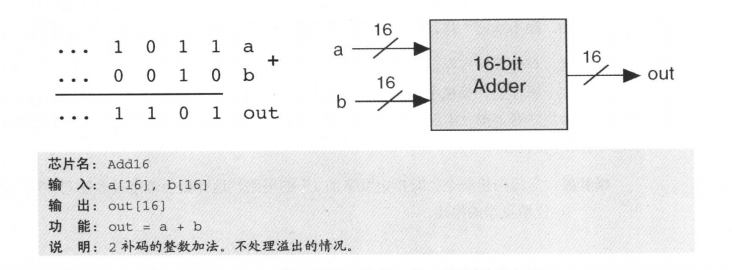 ... 1 0 1 1 a
+
... 0 0 1 0 b
... 1 1 0 1 out
a 16
b 16
16-bit
Adder
16 out
芯片名: Add16
输 入: a[16], b[16]
输 出: out[16]
功 能: out = a + b
说 明: 2补码的整数加法。不处理溢出的情况。